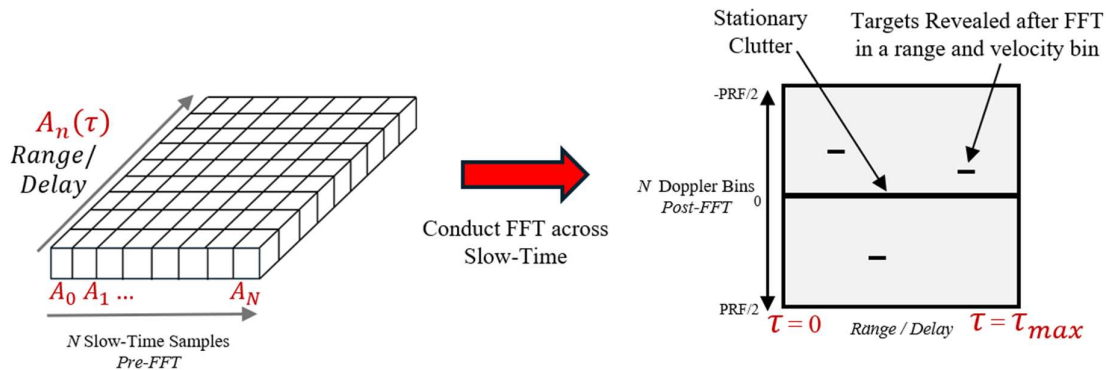 A_n(τ)
Range/
Delay
A_0 A_1 ... A_N
N Slow-Time Samples
Pre-FFT
Conduct FFT across
Slow-Time
Stationary
Clutter
Targets Revealed after FFT
in a range and velocity bin
-PRF/2
N Doppler Bins
0
Post-FFT
PRF/2
τ = 0
Range / Delay
τ = τ_max